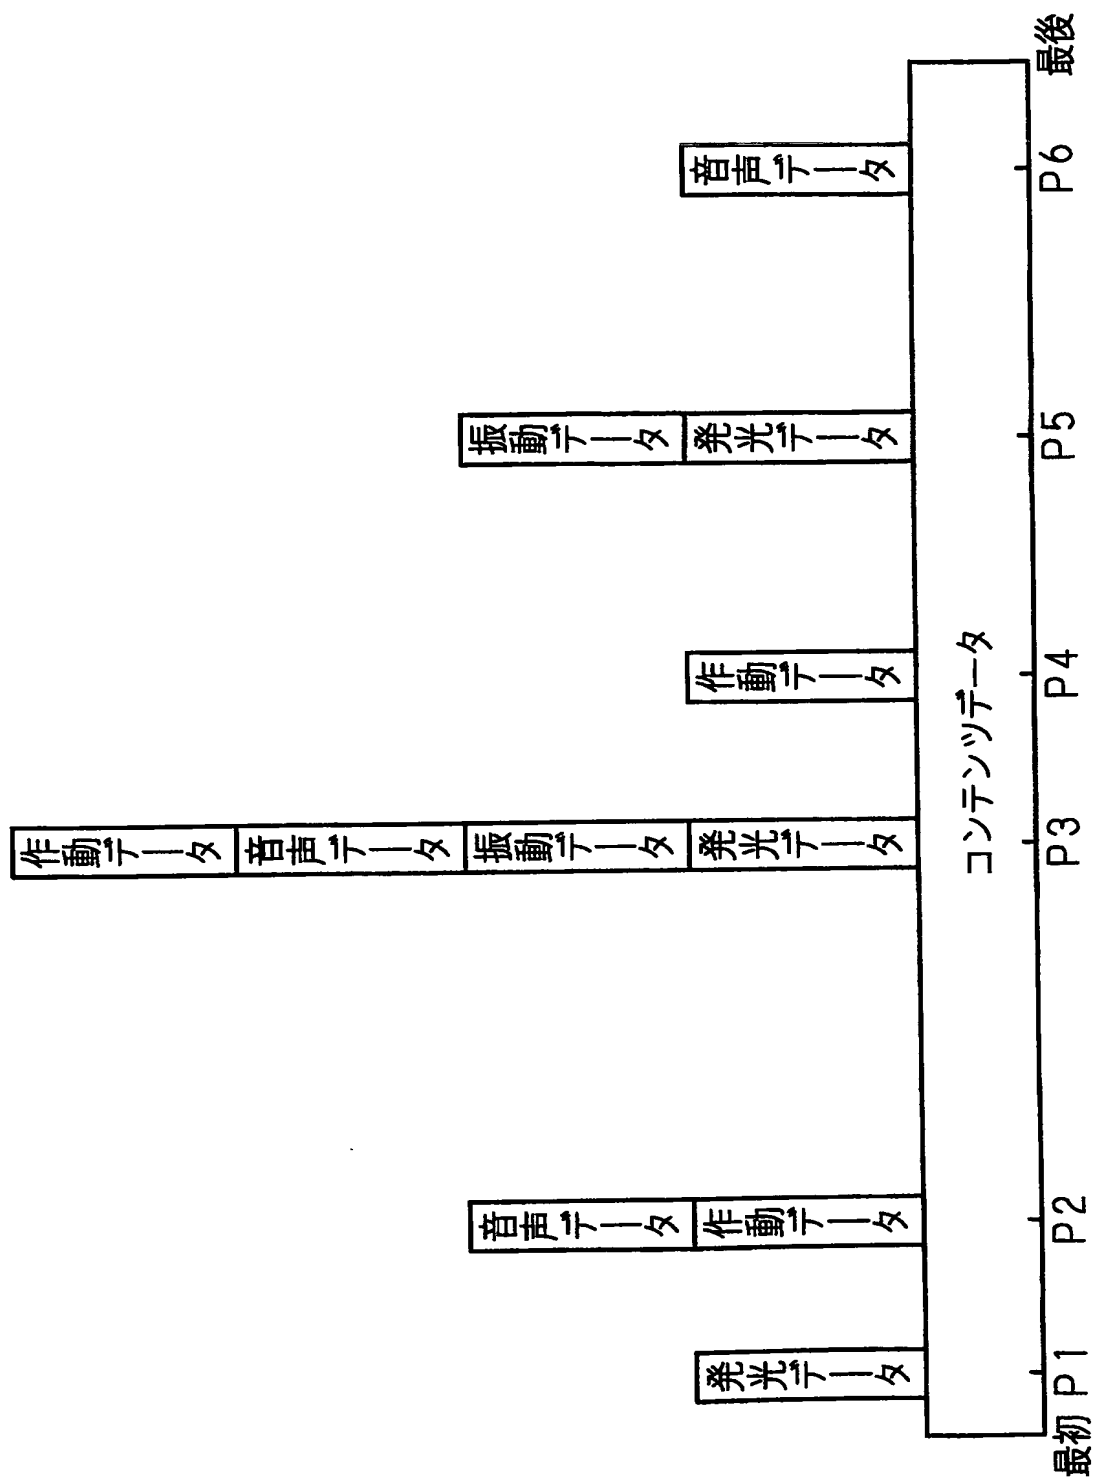 作動データ
音声データ
振動データ
発光データ
音声データ
作動データ
発光データ
作動データ
振動データ
発光データ
音声データ
コンテンツデータ
最初
P1
P2
P3
P4
P5
P6
最後